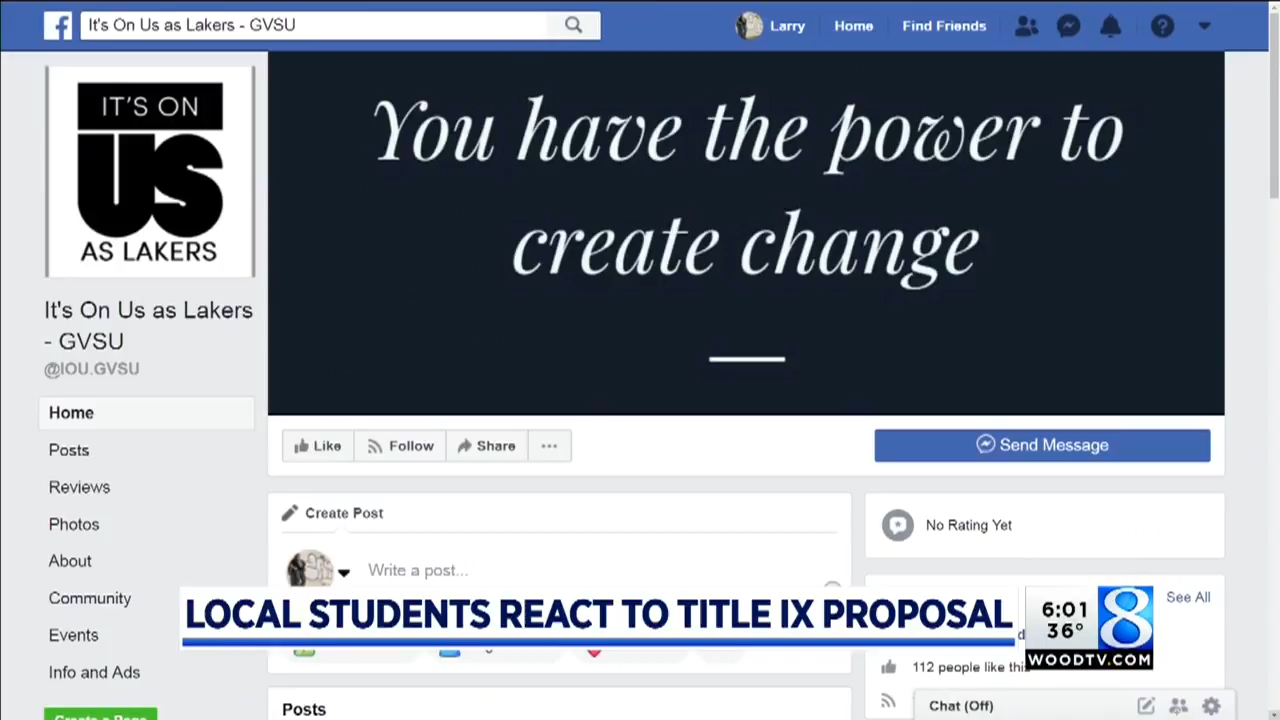 It's On Us as Lakers - GVSU
Larry
Home
Find Friends
IT'S ON
US
AS LAKERS
You have the power to
create change
It's On Us as Lakers
- GVSU
@IOU.GVSU
Home
Posts
Reviews
Photos
About
Community
Events
Info and Ads
Create a Page
Like
Follow
Share
Send Message
Create Post
Write a post...
No Rating Yet
See All
112 people like this
Posts
Chat (Off)
LOCAL STUDENTS REACT TO TITLE IX PROPOSAL
6:01
36°
8
WOODTV.COM